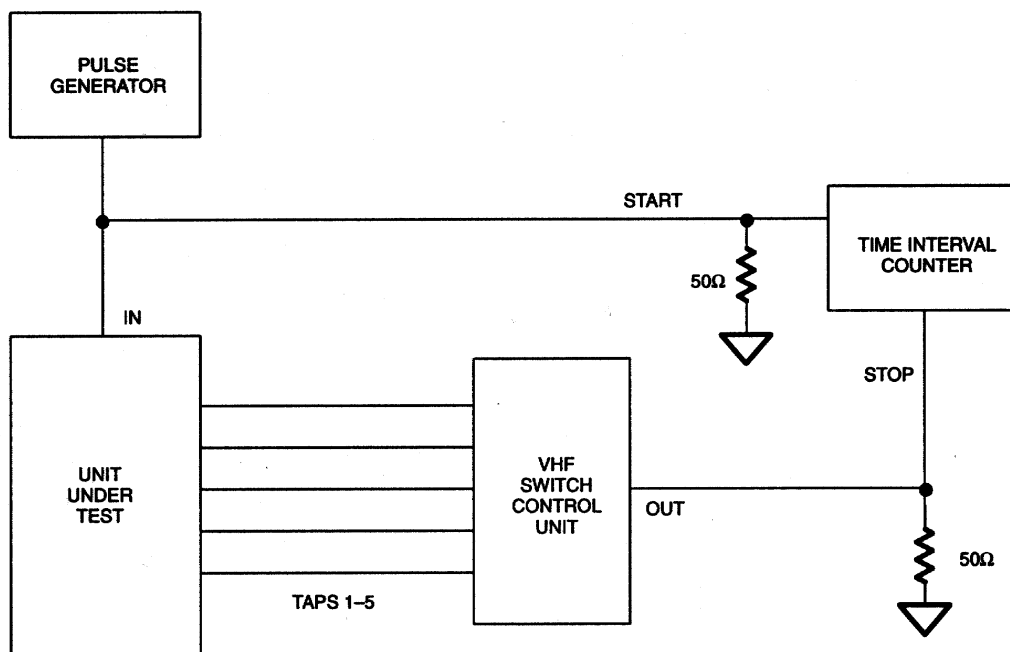 PULSE
GENERATOR
START
TIME INTERVAL
COUNTER
50Ω
IN
STOP
UNIT
UNDER
TEST
VHF
SWITCH
CONTROL
UNIT
OUT
50Ω
TAPS 1–5